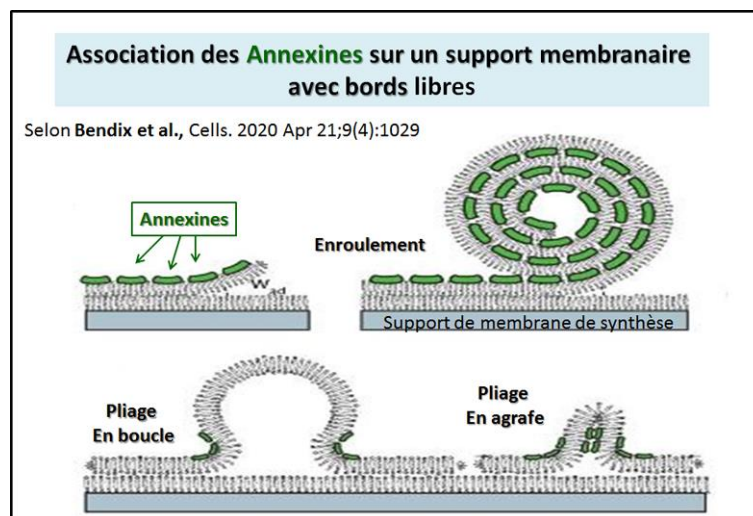 Association des Annexines sur un support membranaire
avec bords libres
Selon Bendix et al., Cells. 2020 Apr 21;9(4):1029
Annexines
Enroulement
Wad
Support de membrane de synthèse
Pliage
En boucle
Pliage
En agrafe